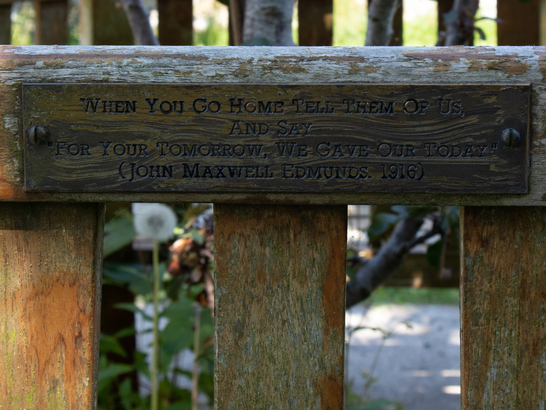 "When You Go Home Tell Them Of Us,
And Say
"For Your Tomorrow, We Gave Our Today"
(John Maxwell Edmunds. 1916)